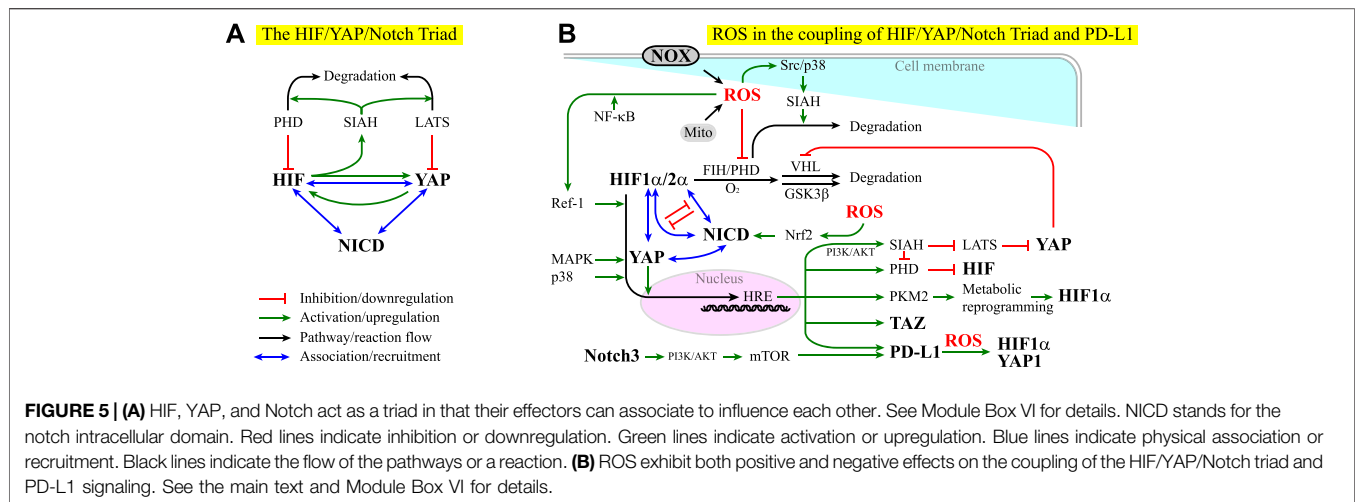 A The HIF/YAP/Notch Triad
Degradation
PHD SIAH LATS
HIF YAP
NICD
Inhibition/downregulation
Activation/upregulation
Pathway/reaction flow
Association/recruitment
B ROS in the coupling of HIF/YAP/Notch Triad and PD-L1
NOX
Src/p38
Cell membrane
ROS
SIAH
NF-κB
Mito
Degradation
FIH/PHD
VHL
HIF1α/2α
Degradation
O₂
GSK3β
Ref-1
ROS
NICD
Nrf2
PI3K/AKT
SIAH
LATS
YAP
MAPK
p38
YAP
PHD
HIF
Nucleus
HRE
PKM2
Metabolic
reprogramming
HIF1α
TAZ
Notch3
PI3K/AKT
mTOR
PD-L1
ROS
HIF1α
YAP1
FIGURE 5 | (A) HIF, YAP, and Notch act as a triad in that their effectors can associate to influence each other. See Module Box VI for details. NICD stands for the
notch intracellular domain. Red lines indicate inhibition or downregulation. Green lines indicate activation or upregulation. Blue lines indicate physical association or
recruitment. Black lines indicate the flow of the pathways or a reaction. (B) ROS exhibit both positive and negative effects on the coupling of the HIF/YAP/Notch triad and
PD-L1 signaling. See the main text and Module Box VI for details.